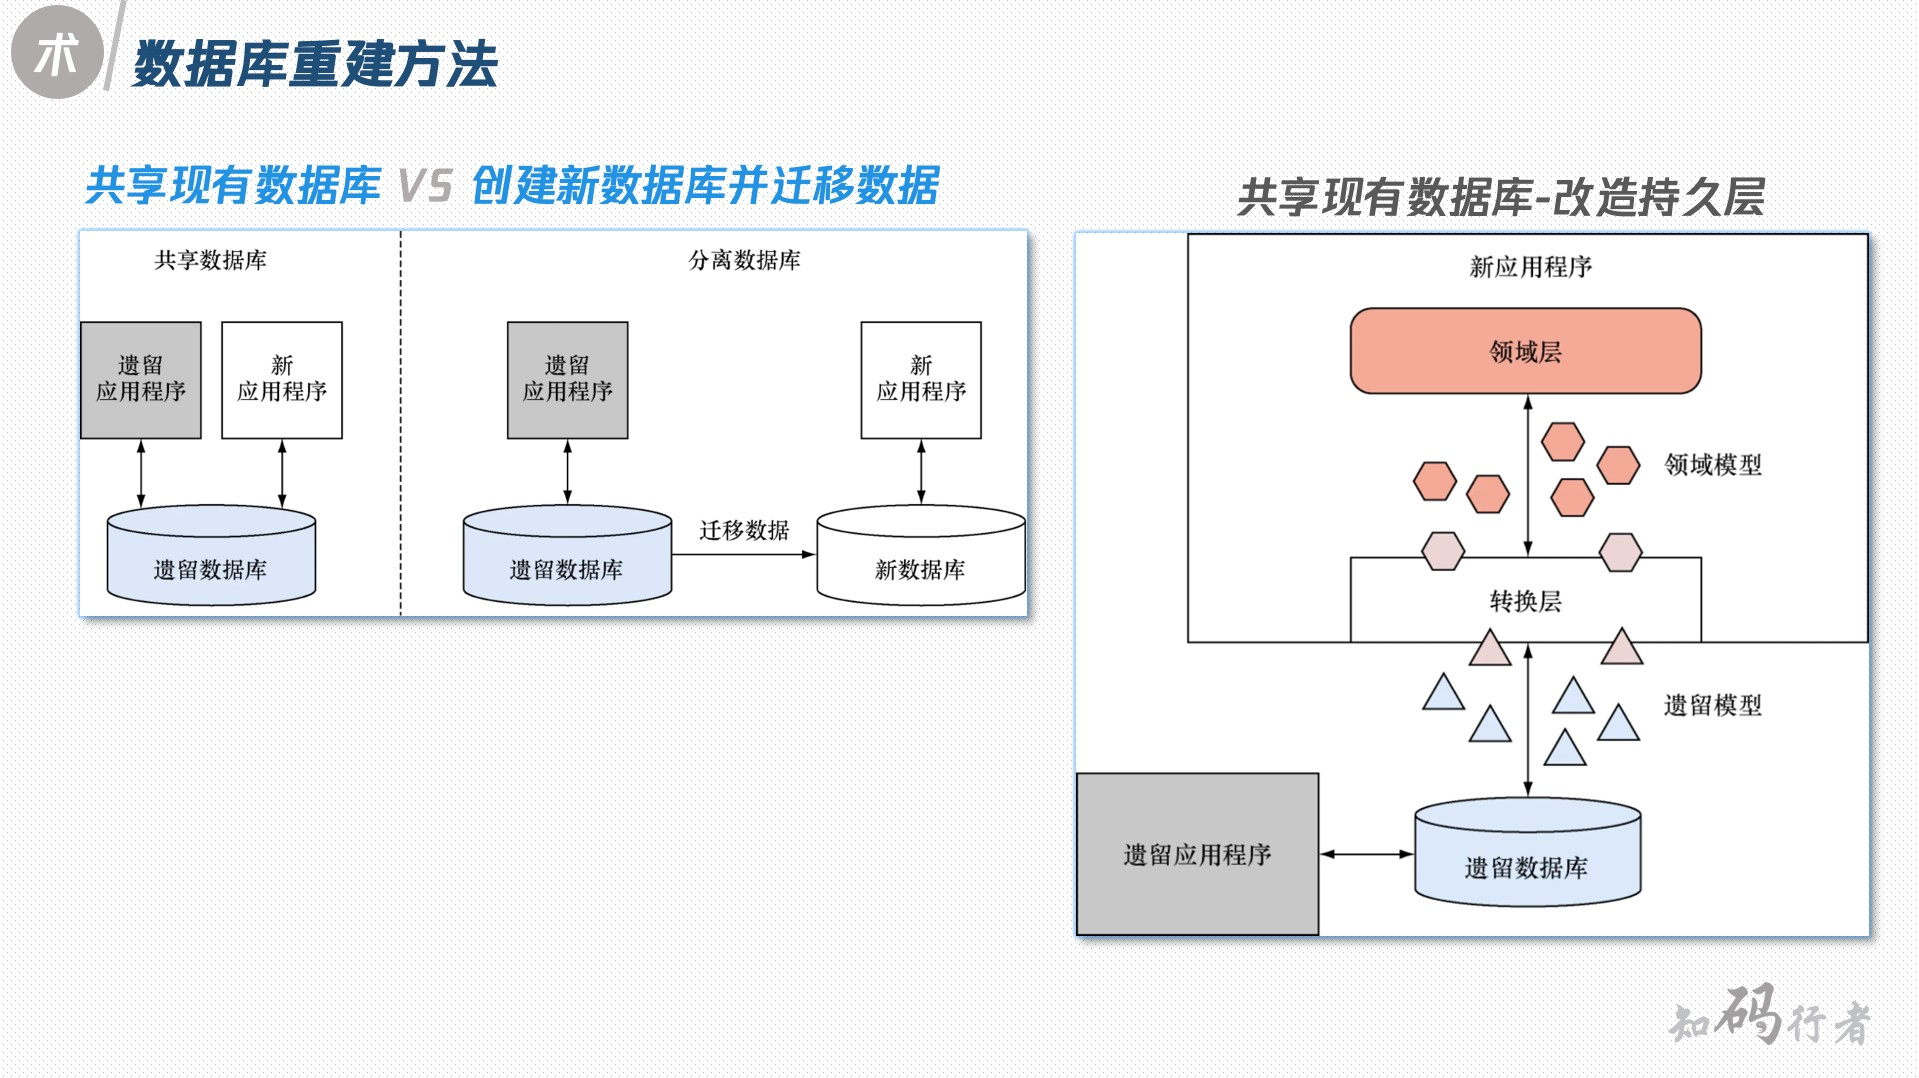 术
数据库重建方法
共享现有数据库 VS 创建新数据库并迁移数据
共享数据库
分离数据库
遗留
应用程序
新
应用程序
遗留
应用程序
新
应用程序
遗留数据库
遗留数据库
迁移数据
新数据库
共享现有数据库-改造持久层
新应用程序
领域层
领域模型
转换层
遗留模型
遗留应用程序
遗留数据库
知码行者